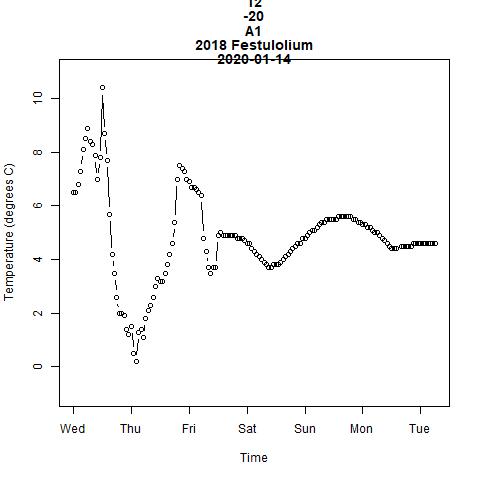 12
-20
A1
2018 Festulolium
2020-01-14
Temperature (degrees C)
10
8
6
4
2
0
Wed Thu Fri Sat Sun Mon Tue
Time